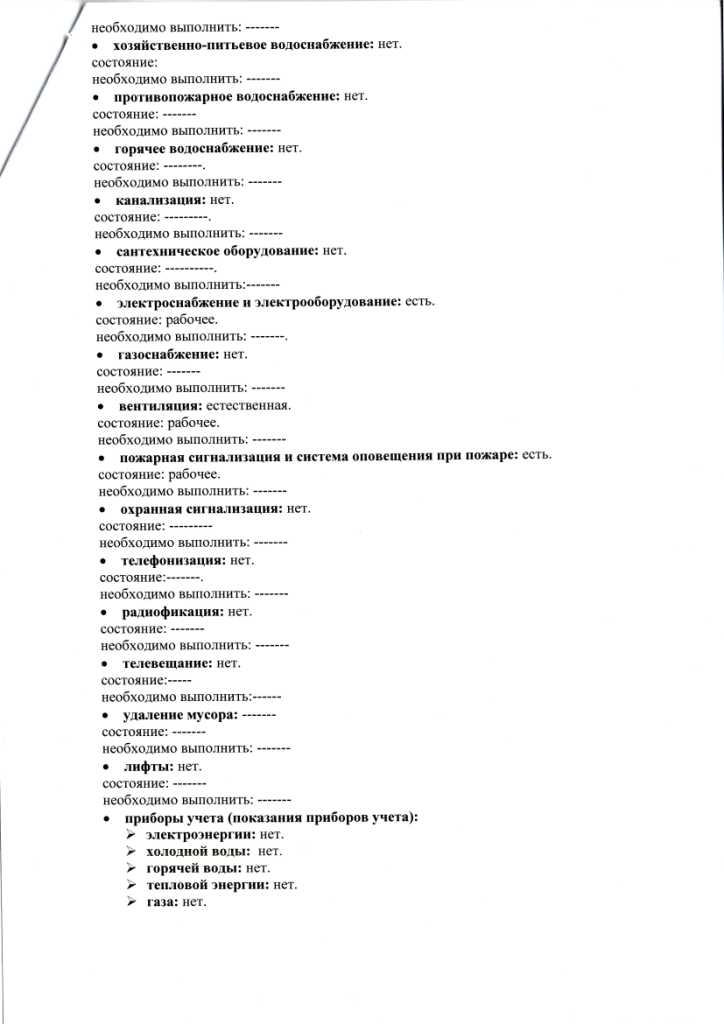 необходимо выполнить: -------
• хозяйственно-питьевое водоснабжение: нет.
состояние:
необходимо выполнить: -------
• противопожарное водоснабжение: нет.
состояние: -------
необходимо выполнить: -------
• горячее водоснабжение: нет.
состояние: --------.
необходимо выполнить: -------
• канализация: нет.
состояние: ---------.
необходимо выполнить: -------
• сантехническое оборудование: нет.
состояние: ----------.
необходимо выполнить:-------
• электроснабжение и электрооборудование: есть.
состояние: рабочее.
необходимо выполнить: -------.
• газоснабжение: нет.
состояние: -------
необходимо выполнить: -------
• вентиляция: естественная.
состояние: рабочее.
необходимо выполнить: -------
• пожарная сигнализация и система оповещения при пожаре: есть.
состояние: рабочее.
необходимо выполнить: -------
• охранная сигнализация: нет.
состояние: ---------
необходимо выполнить: -------
• телефонизация: нет.
состояние:-------.
необходимо выполнить: -------
• радиофикация: нет.
состояние: -------
необходимо выполнить: -------
• телевещание: нет.
состояние:-----
необходимо выполнить:------
• удаление мусора: -------
состояние: -------
необходимо выполнить: -------
• лифты: нет.
состояние: -------
необходимо выполнить: -------
• приборы учета (показания приборов учета):
➢ электроэнергии: нет.
➢ холодной воды: нет.
➢ горячей воды: нет.
➢ тепловой энергии: нет.
➢ газа: нет.